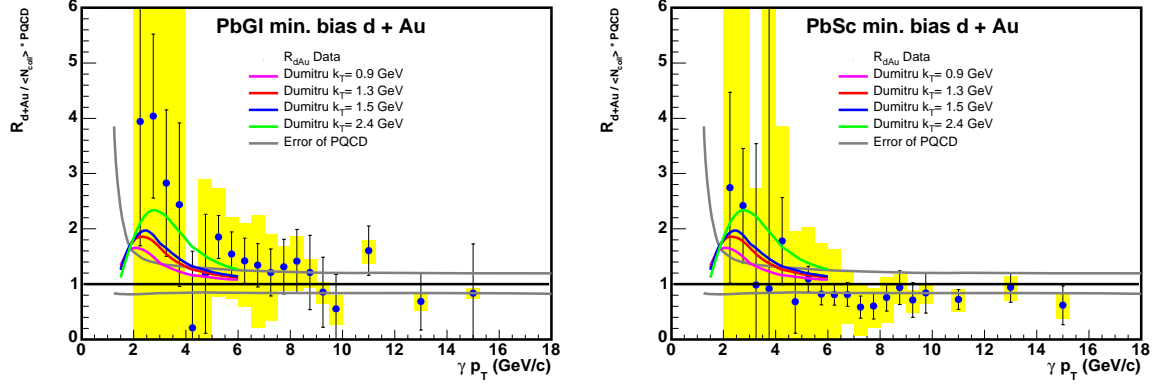 PbGl min. bias d + Au
R_dAu Data
Dumitru k_T= 0.9 GeV
Dumitru k_T= 1.3 GeV
Dumitru k_T= 1.5 GeV
Dumitru k_T= 2.4 GeV
Error of PQCD
R_d+Au / <N_coll> * PQCD
6
5
4
3
2
1
0
0 2 4 6 8 10 12 14 16 18
γ p_T (GeV/c)
PbSc min. bias d + Au
R_dAu Data
Dumitru k_T= 0.9 GeV
Dumitru k_T= 1.3 GeV
Dumitru k_T= 1.5 GeV
Dumitru k_T= 2.4 GeV
Error of PQCD
R_d+Au / <N_coll> * PQCD
6
5
4
3
2
1
0
0 2 4 6 8 10 12 14 16 18
γ p_T (GeV/c)